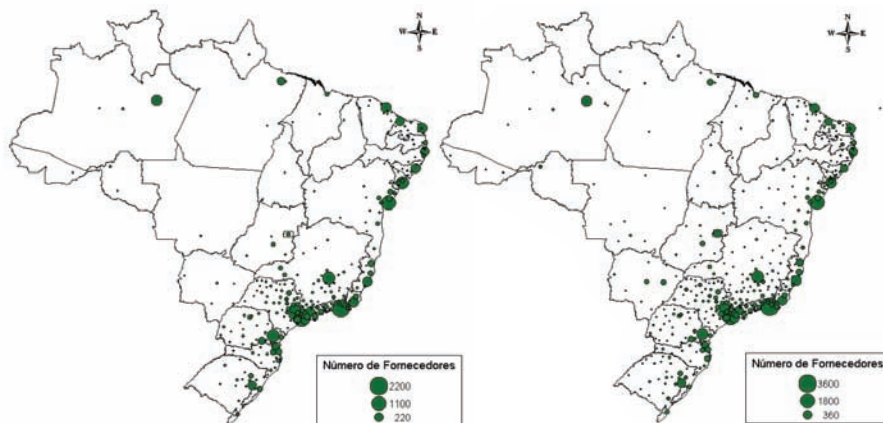 N
W E
S
N
W E
S
Número de Fornecedores
2200
1100
220
Número de Fornecedores
3600
1800
360